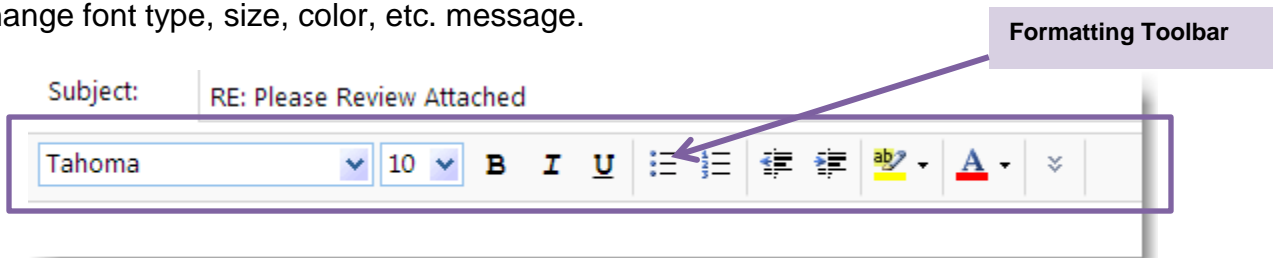 ange font type, size, color, etc. message.
Formatting Toolbar
Subject: RE: Please Review Attached
Tahoma 10 B I U ab A